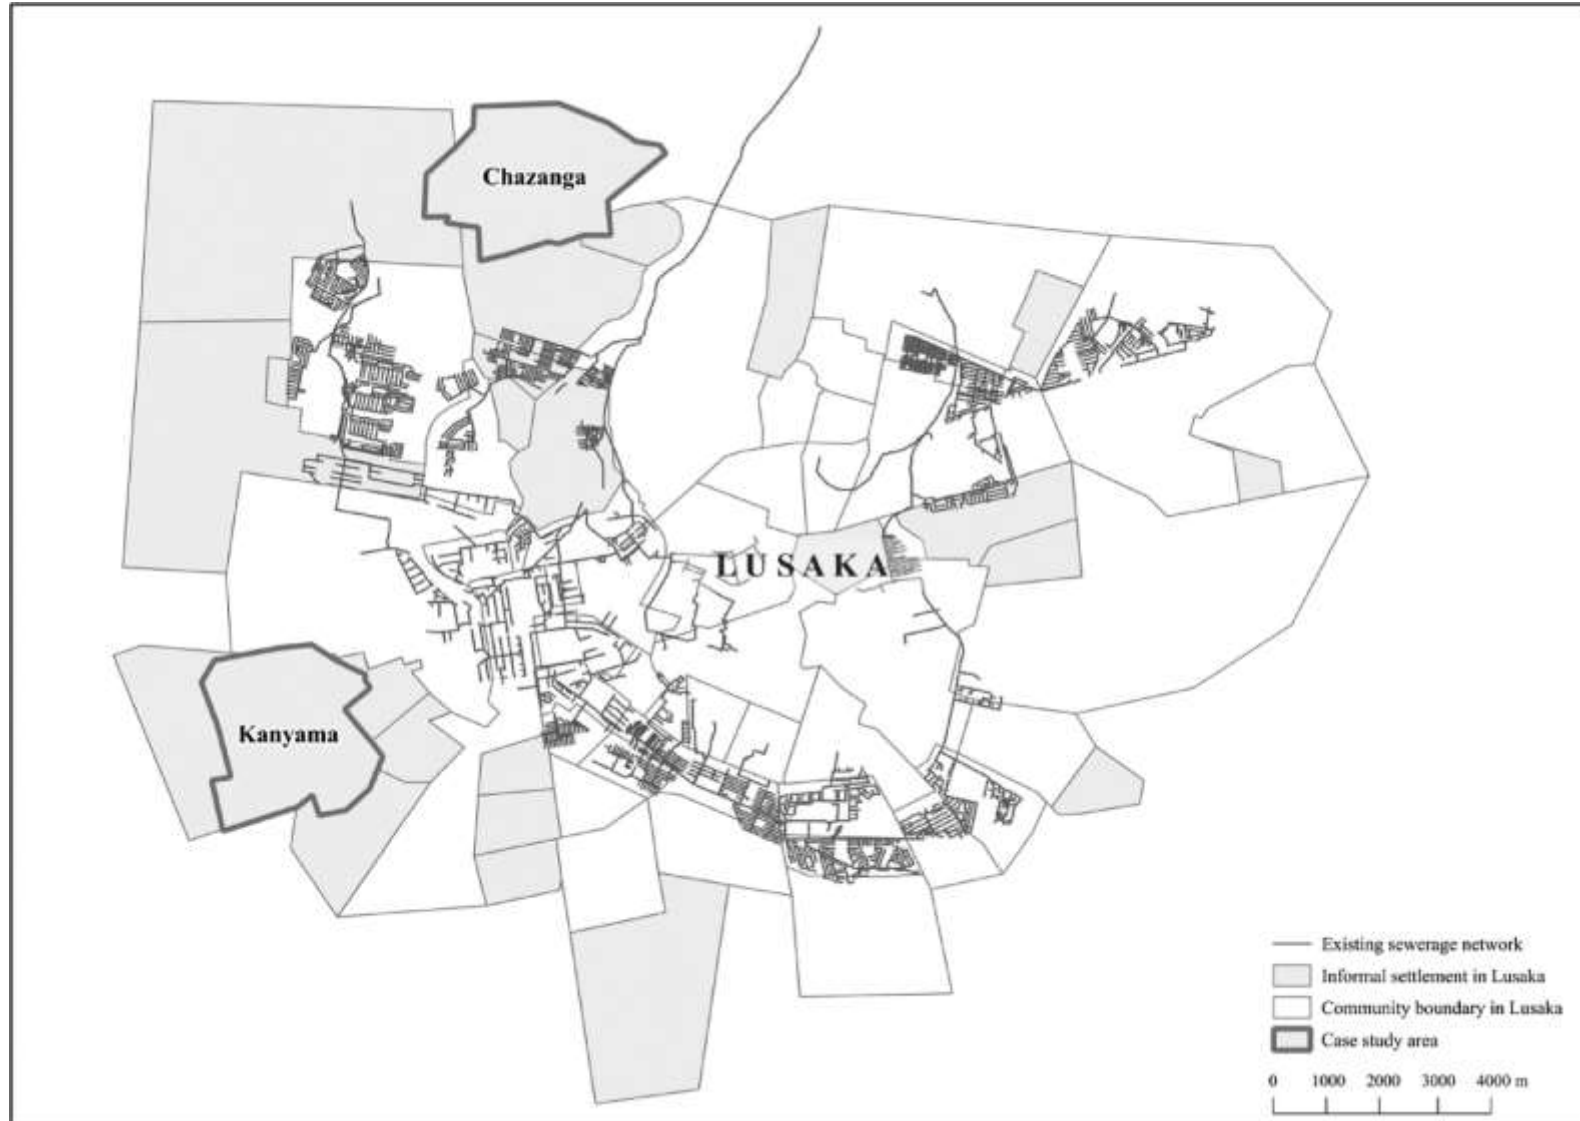 Chazanga
LUSAKA
Kanyama
Existing sewerage network
Informal settlement in Lusaka
Community boundary in Lusaka
Case study area
0 1000 2000 3000 4000 m